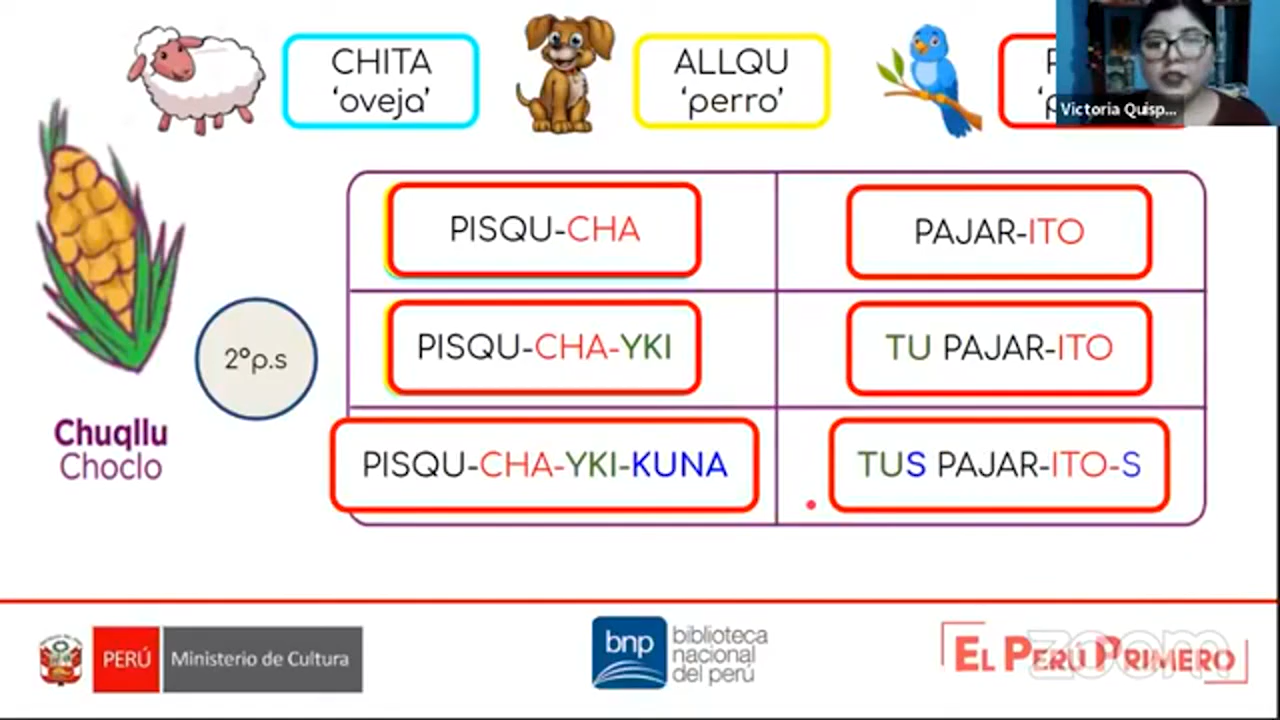 CHITA
‘oveja’
ALLQU
‘perro’
Victoria Quisp...
PISQU-CHA
PAJAR-ITO
2°p.s
PISQU-CHA-YKI
TU PAJAR-ITO
Chuqllu
Choclo
PISQU-CHA-YKI-KUNA
TUS PAJAR-ITO-S
PERÚ
Ministerio de Cultura
bnp
biblioteca
nacional
del perú
EL PERÚ PRIMERO
zoom